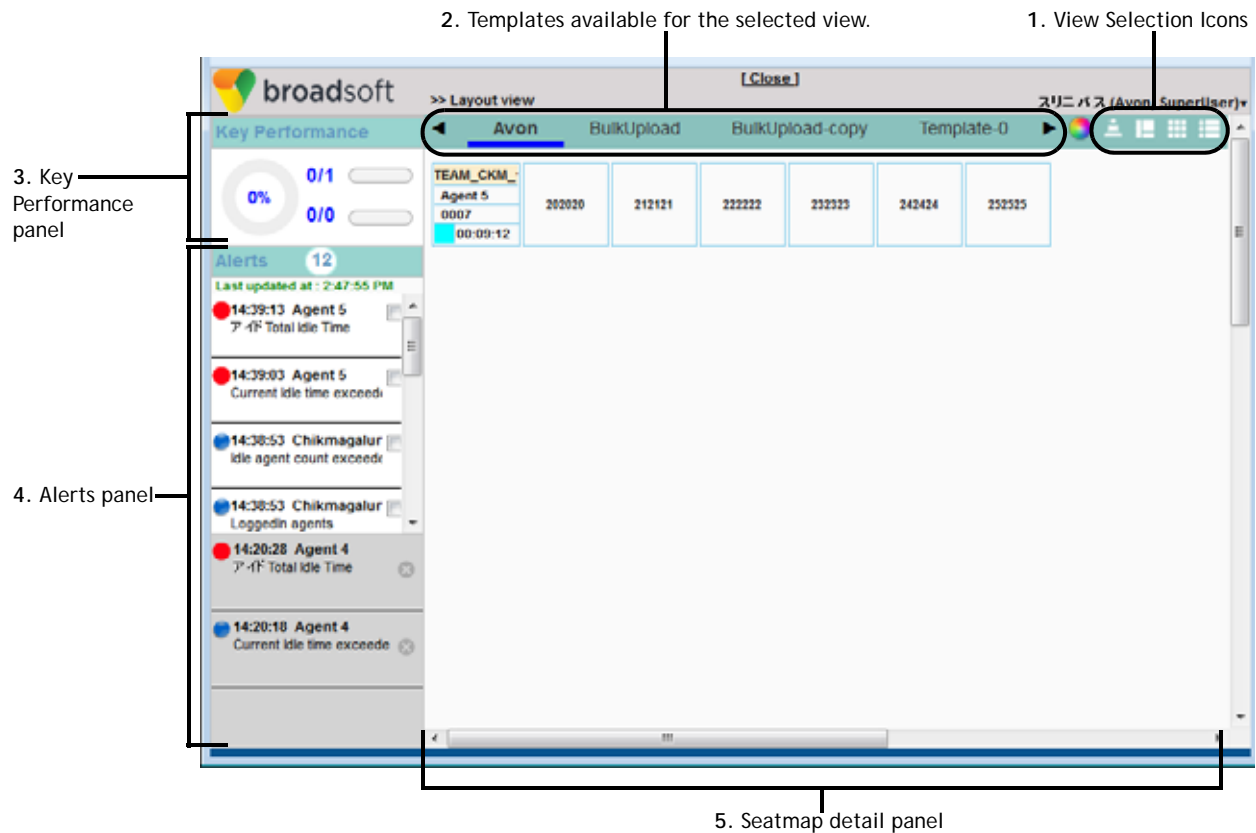 2. Templates available for the selected view.
1. View Selection Icons
broadsoft
[ Close ]
>> Layout view
スリニ バス (Avon, SuperUser)
Key Performance
Avon
BulkUpload
BulkUpload-copy
Template-0
3. Key Performance panel
0%
0/1
0/0
TEAM_CKM_
Agent 5
0007
00:09:12
202020
212121
222222
232323
242424
252525
Alerts 12
Last updated at : 2:47:55 PM
14:39:13 Agent 5
アイド Total Idle Time
14:39:03 Agent 5
Current idle time exceed
14:38:53 Chikmagalur
Idle agent count exceed
4. Alerts panel
14:38:53 Chikmagalur
Loggedin agents
14:20:28 Agent 4
アイド Total Idle Time
14:20:18 Agent 4
Current idle time exceede
5. Seatmap detail panel